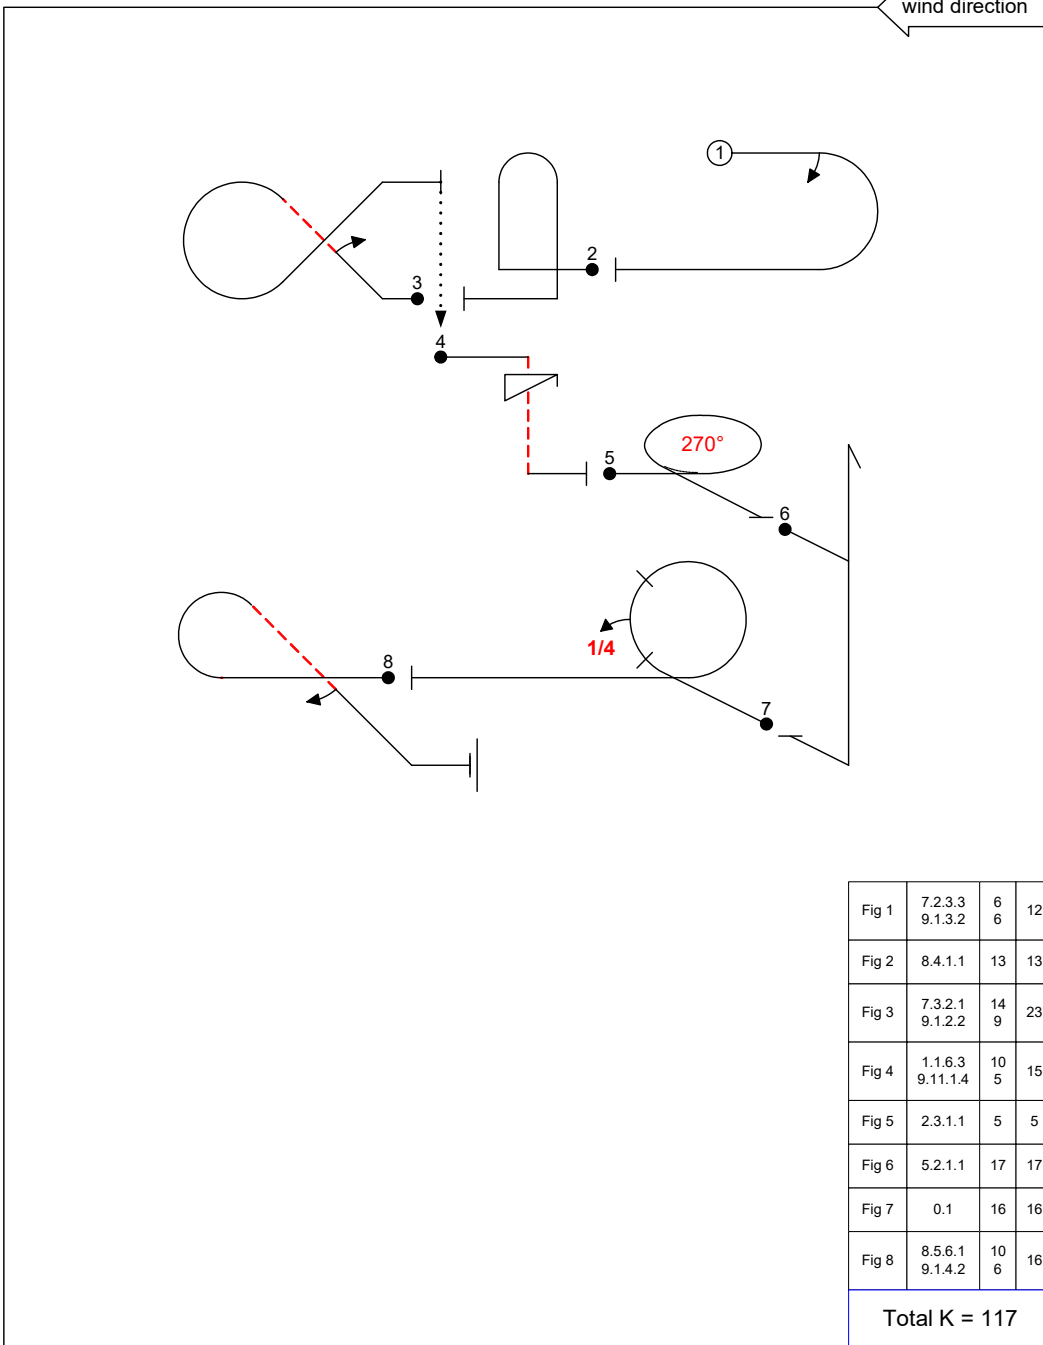 wind direction
1
2
3
4
270°
5
6
1/4
8
7
Fig 1 7.2.3.3 6 12
9.1.3.2 6
Fig 2 8.4.1.1 13 13
Fig 3 7.3.2.1 14 23
9.1.2.2 9
Fig 4 1.1.6.3 10 15
9.11.1.4 5
Fig 5 2.3.1.1 5 5
Fig 6 5.2.1.1 17 17
Fig 7 0.1 16 16
Fig 8 8.5.6.1 10 16
9.1.4.2 6
Total K = 117